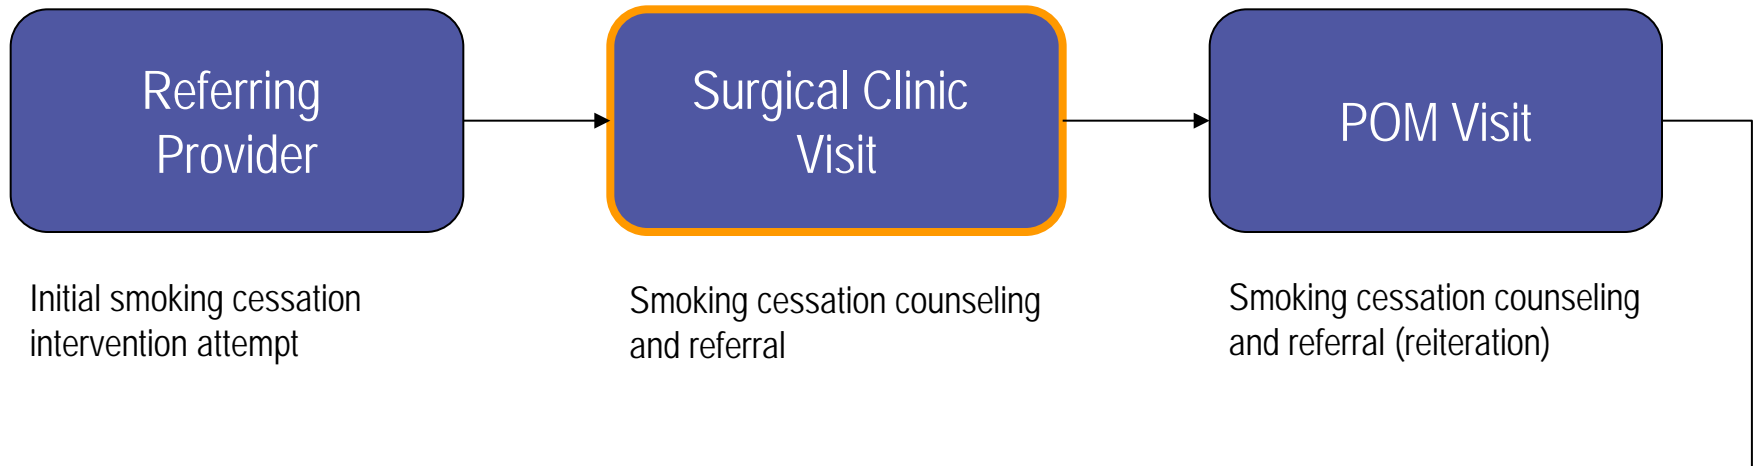 Referring
Provider
Surgical Clinic
Visit
POM Visit
Initial smoking cessation
intervention attempt
Smoking cessation counseling
and referral
Smoking cessation counseling
and referral (reiteration)